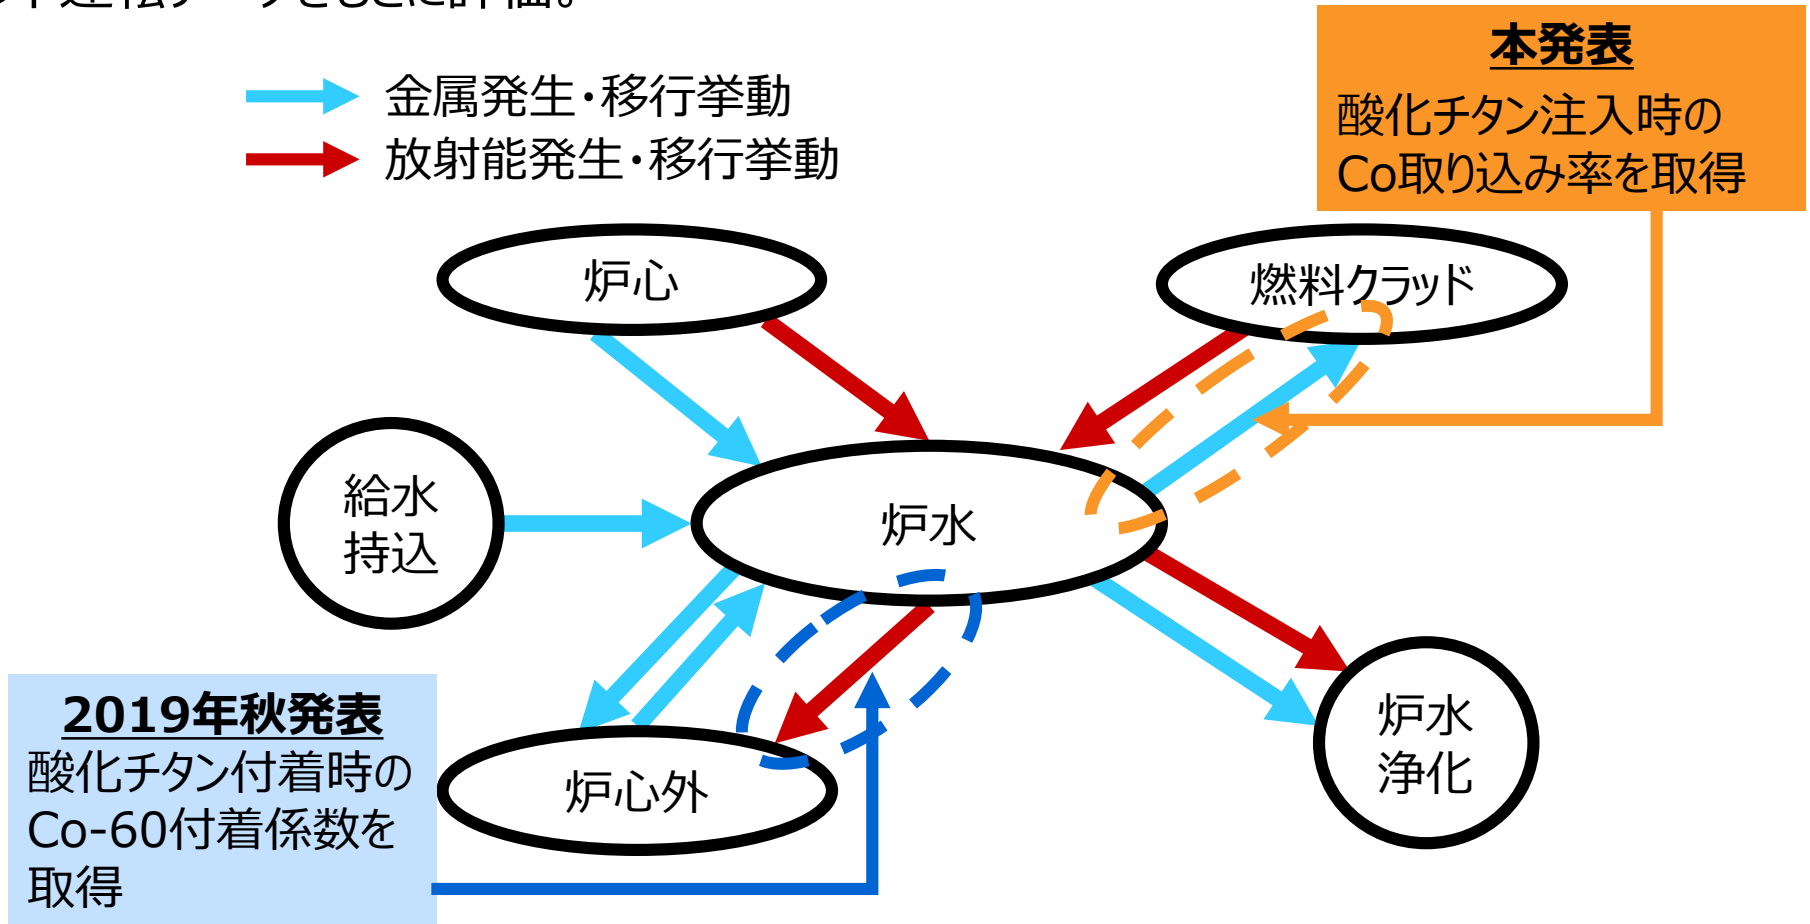 本発表
酸化チタン注入時の
Co取り込み率を取得
金属発生・移行挙動
放射能発生・移行挙動
炉心
燃料クラッド
給水
持込
炉水
2019年秋発表
酸化チタン付着時の
Co-60付着係数を
取得
炉心外
炉水
浄化